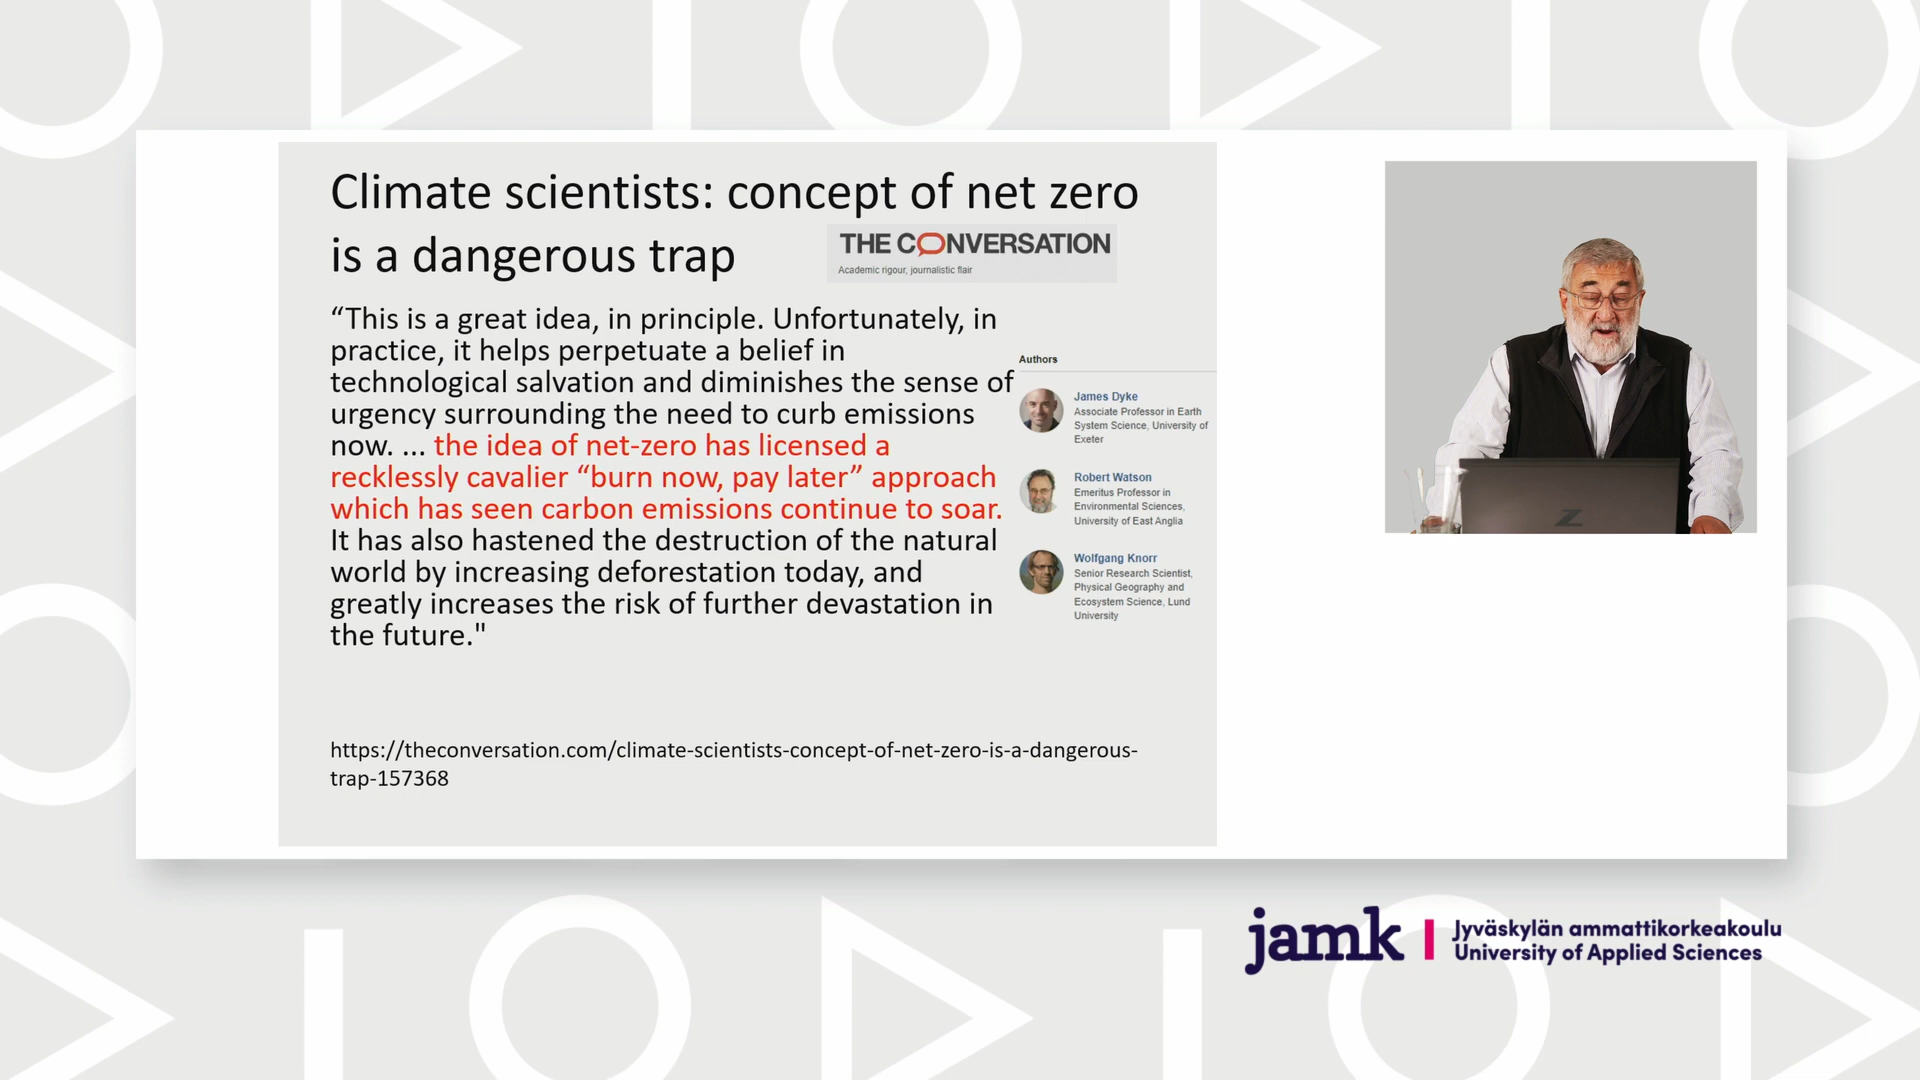 Climate scientists: concept of net zero
is a dangerous trap
THE CONVERSATION
Academic rigour, journalistic flair
“This is a great idea, in principle. Unfortunately, in
practice, it helps perpetuate a belief in
technological salvation and diminishes the sense of
urgency surrounding the need to curb emissions
now. ... the idea of net-zero has licensed a
recklessly cavalier “burn now, pay later” approach
which has seen carbon emissions continue to soar.
It has also hastened the destruction of the natural
world by increasing deforestation today, and
greatly increases the risk of further devastation in
the future."
Authors
James Dyke
Associate Professor in Earth
System Science, University of
Exeter
Robert Watson
Emeritus Professor in
Environmental Sciences,
University of East Anglia
Wolfgang Knorr
Senior Research Scientist,
Physical Geography and
Ecosystem Science, Lund
University
https://theconversation.com/climate-scientists-concept-of-net-zero-is-a-dangerous-
trap-157368
jamk
Jyväskylän ammattikorkeakoulu
University of Applied Sciences